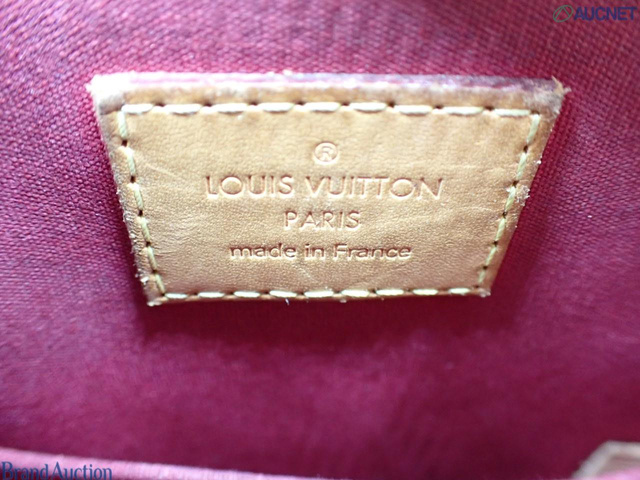 AUCNET
®
LOUIS VUITTON
PARIS
made in France
Brand Auction